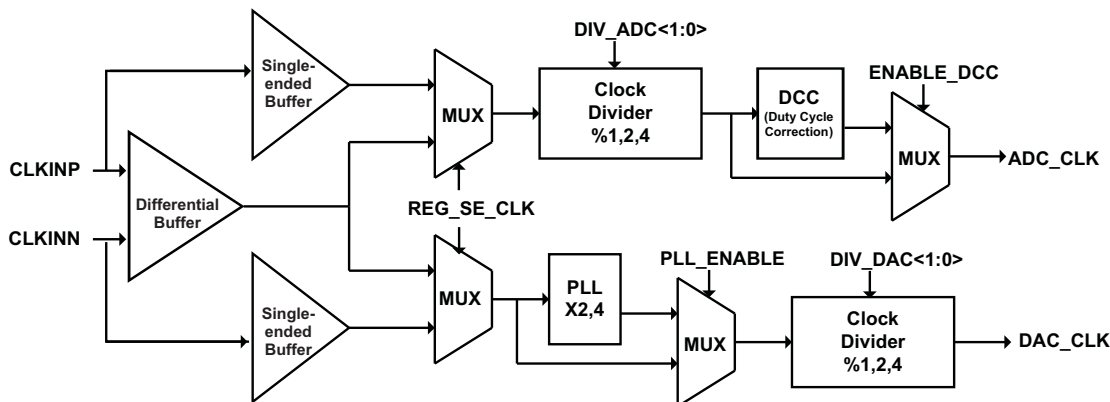 DIV_ADC<1:0>
Single-
ended
Buffer
MUX
Clock
Divider
%1,2,4
DCC
(Duty Cycle
Correction)
ENABLE_DCC
MUX
ADC_CLK
CLKINP
CLKINN
Differential
Buffer
REG_SE_CLK
Single-
ended
Buffer
MUX
PLL
X2,4
PLL_ENABLE
MUX
DIV_DAC<1:0>
Clock
Divider
%1,2,4
DAC_CLK